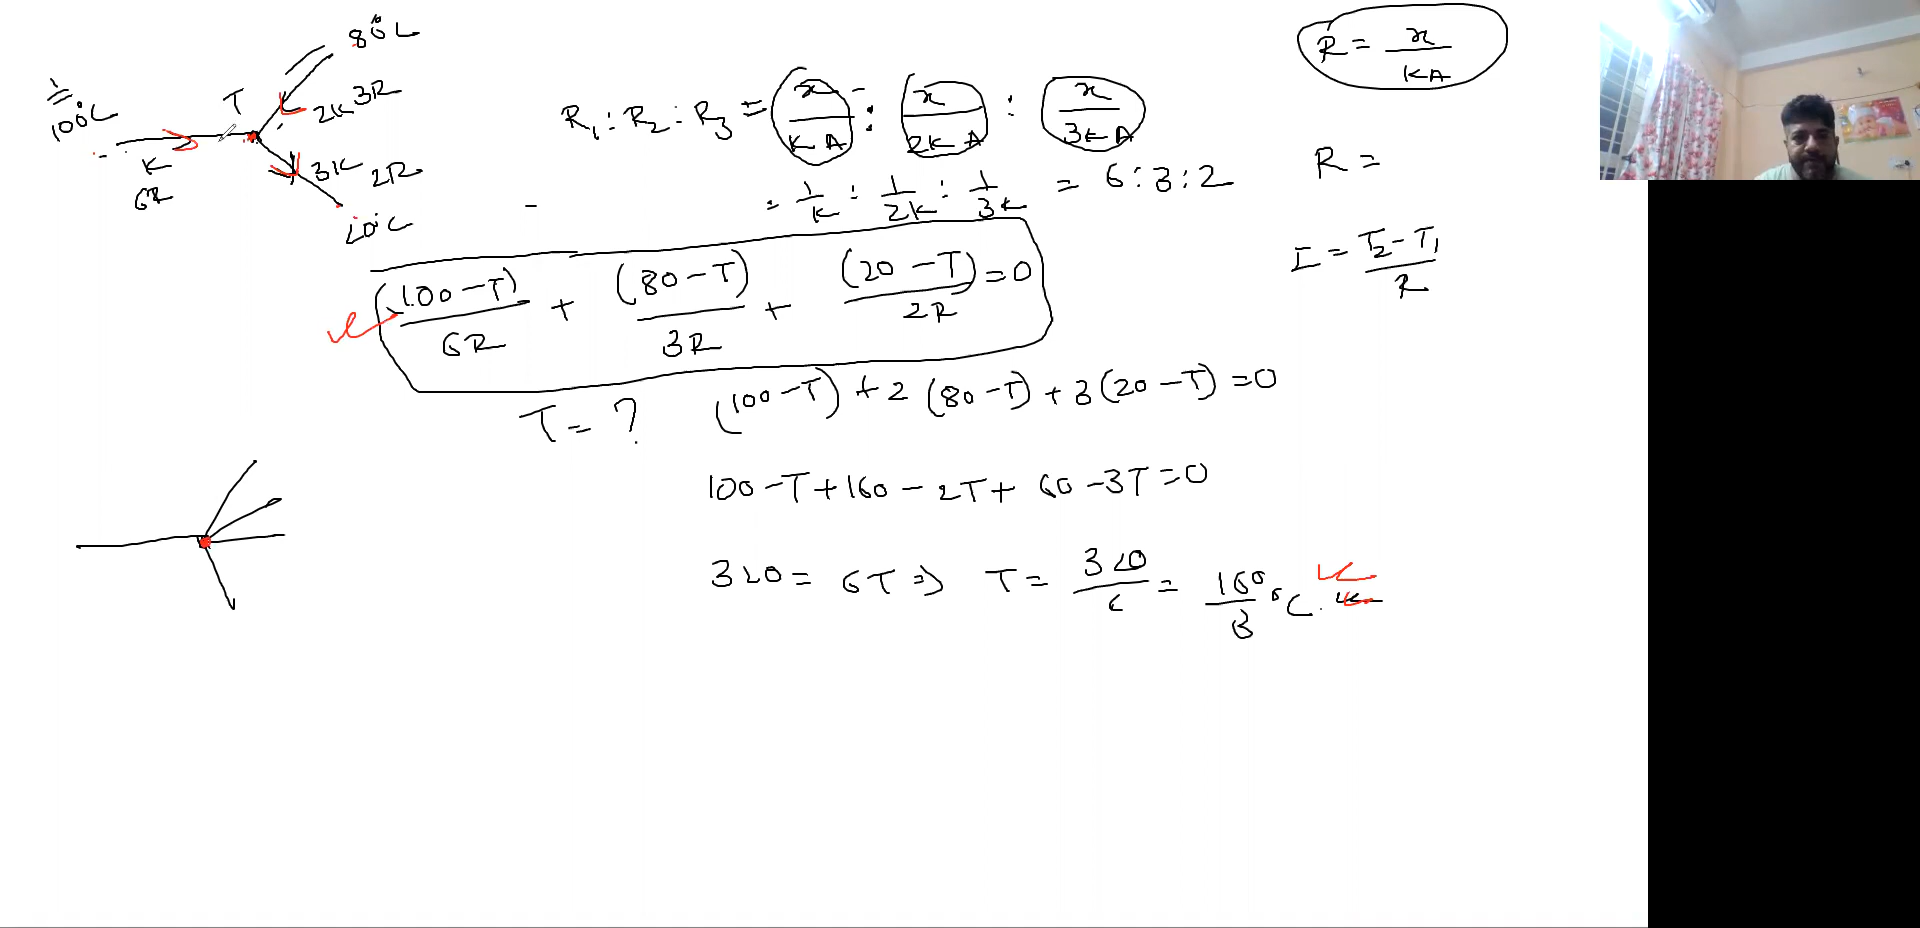 80°C
R = x/KA
100°C
T
2K 3R
R₁ : R₂ : R₃ = x/KA : x/2KA : x/3KA
K
6R
3K 2R
20°C
= 1/K : 1/2K : 1/3K = 6 : 3 : 2
R =
I = (T₂ - T₁)/R
(100 - T)/6R + (80 - T)/3R + (20 - T)/2R = 0
T = ?
(100 - T) + 2(80 - T) + 3(20 - T) = 0
100 - T + 160 - 2T + 60 - 3T = 0
320 = 6T ⇒ T = 320/6 = 160/3 °C.